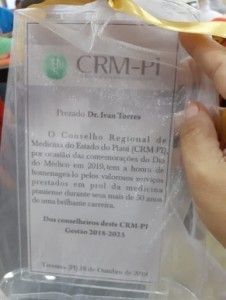 CRM-PI
Prezado Dr. Ivan Torres
O Conselho Regional de
Medicina do Estado do Piauí (CRM-PI),
por ocasião das comemorações do Dia
do Médico em 2019, tem a honra de
homenageá-lo pelos valorosos serviços
prestados em prol da medicina
piauiense durante seus mais de 30 anos
de uma brilhante carreira.
Dos conselheiros deste CRM-PI
Gestão 2018-2023
Teresina (PI), 18 de Outubro de 2019